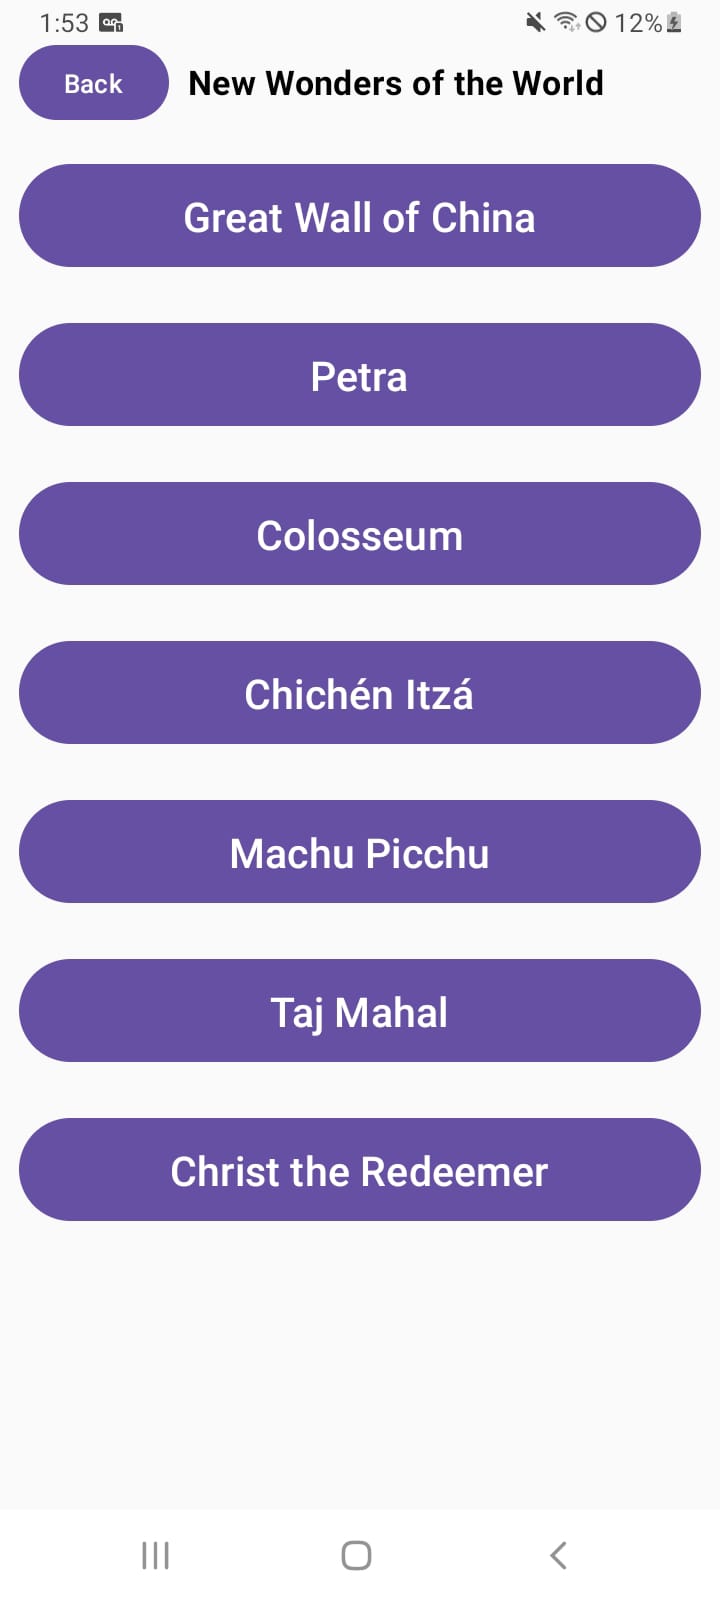 1:53 12%
Back New Wonders of the World
Great Wall of China
Petra
Colosseum
Chichén Itzá
Machu Picchu
Taj Mahal
Christ the Redeemer